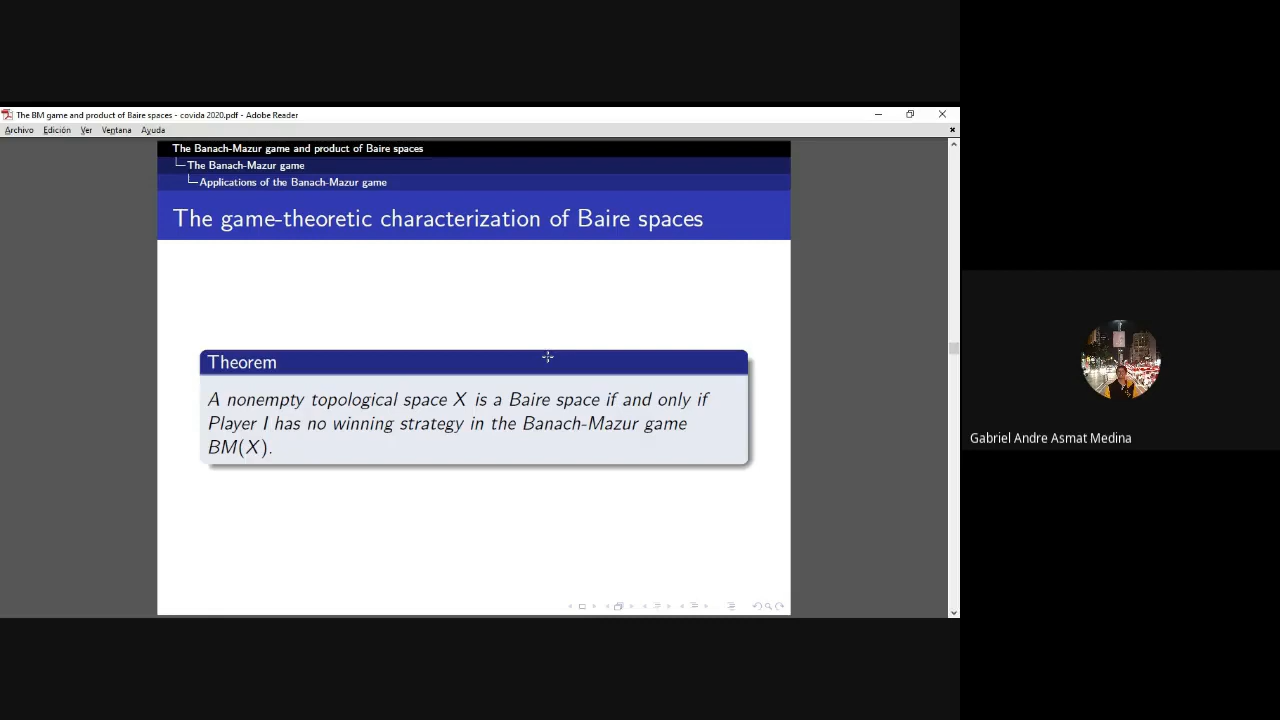 The BM game and product of Baire spaces - covida 2020.pdf - Adobe Reader
Archivo Edición Ver Ventana Ayuda
The Banach-Mazur game and product of Baire spaces
The Banach-Mazur game
Applications of the Banach-Mazur game
The game-theoretic characterization of Baire spaces
Theorem
A nonempty topological space X is a Baire space if and only if
Player I has no winning strategy in the Banach-Mazur game
BM(X).
Gabriel Andre Asmat Medina